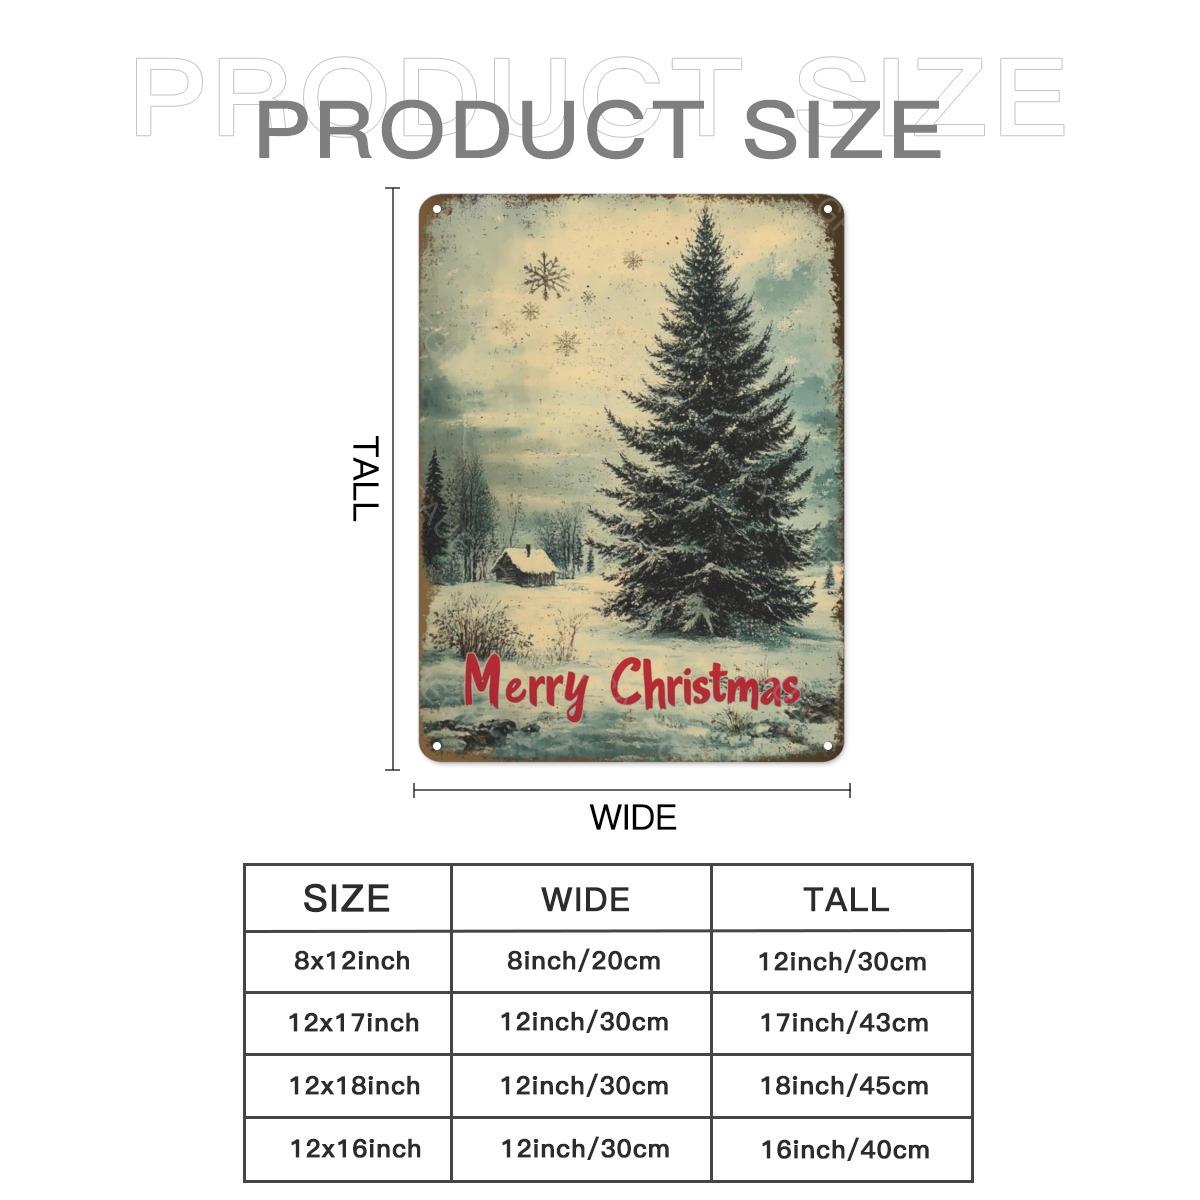 PRODUCT SIZE
PRODUCT SIZE
TALL
Merry Christmas
WIDE
SIZE WIDE TALL
8x12inch 8inch/20cm 12inch/30cm
12x17inch 12inch/30cm 17inch/43cm
12x18inch 12inch/30cm 18inch/45cm
12x16inch 12inch/30cm 16inch/40cm